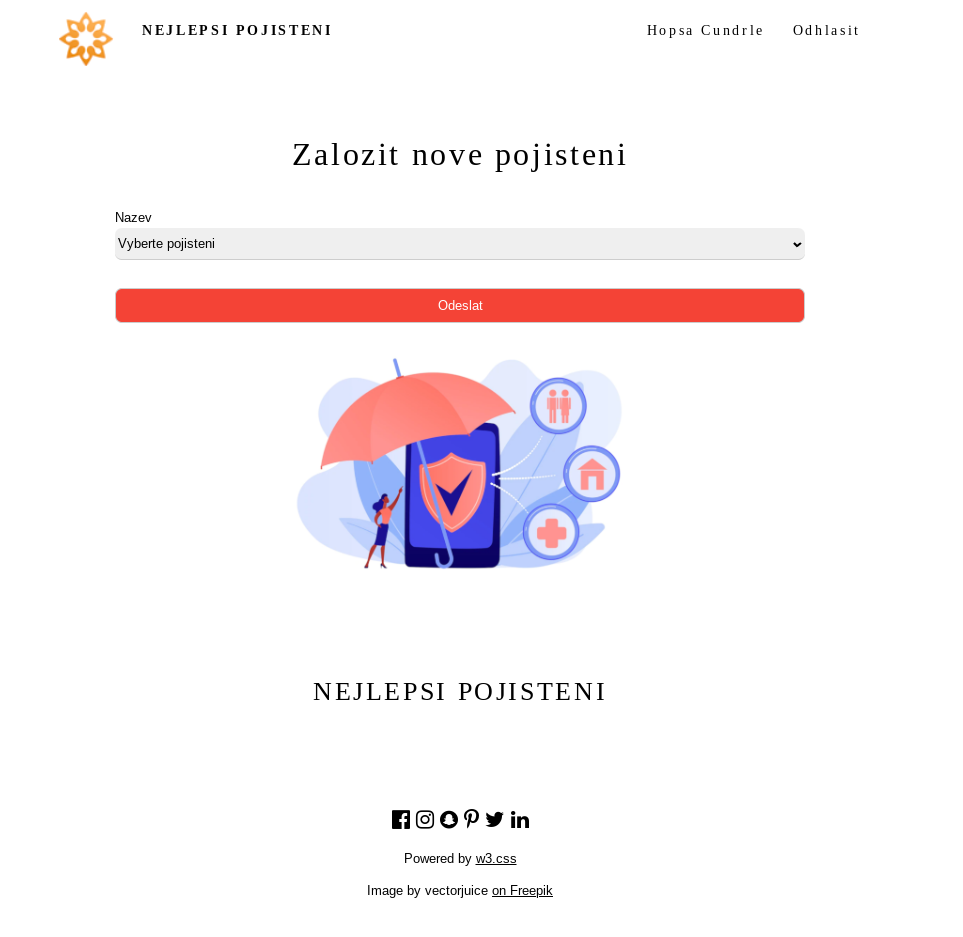 NEJLEPSI POJISTENI
Hopsa Cundrle
Odhlasit
Zalozit nove pojisteni
Nazev
Vyberte pojisteni
Odeslat
NEJLEPSI POJISTENI
Powered by w3.css
Image by vectorjuice on Freepik